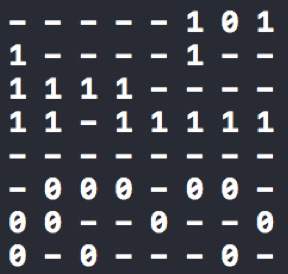 - - - - - 1 0 1
1 - - - - 1 - -
1 1 1 1 - - - -
1 1 - 1 1 1 1 1
- - - - - - - -
- 0 0 0 - 0 0 -
0 0 - - 0 - - 0
0 - 0 - - - 0 -